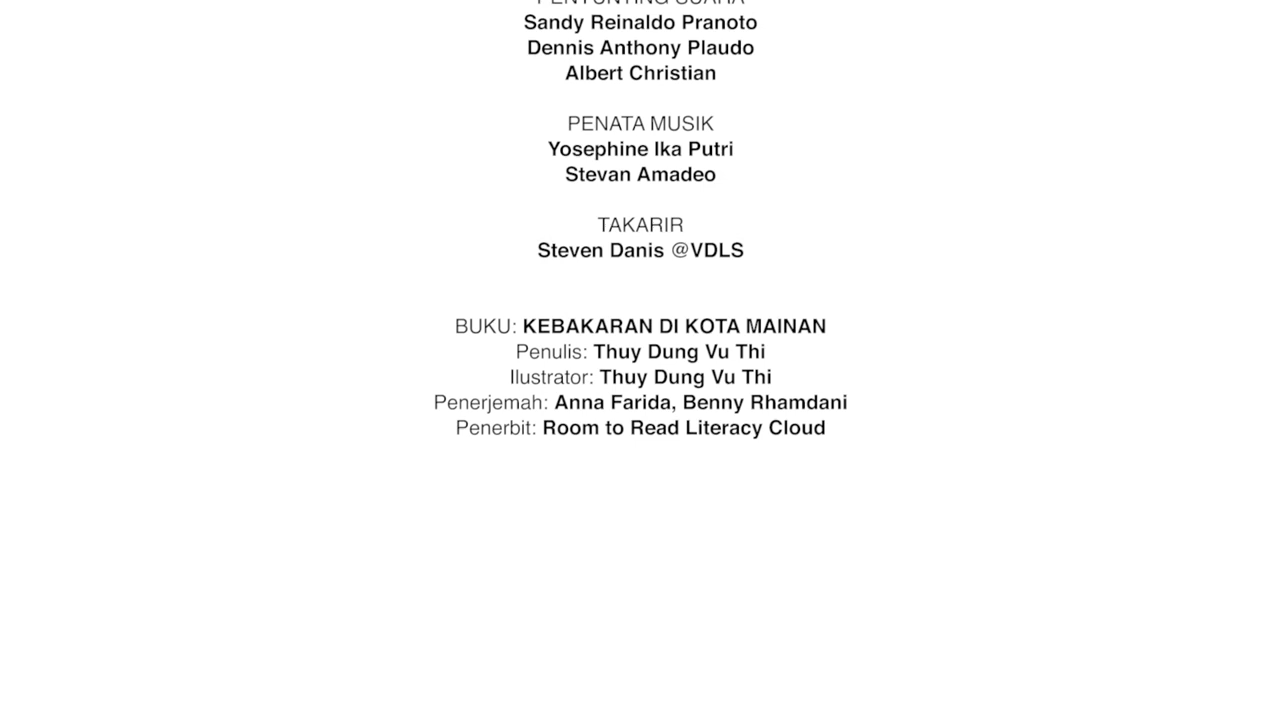 PENYUNTING SUARA
Sandy Reinaldo Pranoto
Dennis Anthony Plaudo
Albert Christian
PENATA MUSIK
Yosephine Ika Putri
Stevan Amadeo
TAKARIR
Steven Danis @VDLS
BUKU: KEBAKARAN DI KOTA MAINAN
Penulis: Thuy Dung Vu Thi
Ilustrator: Thuy Dung Vu Thi
Penerjemah: Anna Farida, Benny Rhamdani
Penerbit: Room to Read Literacy Cloud